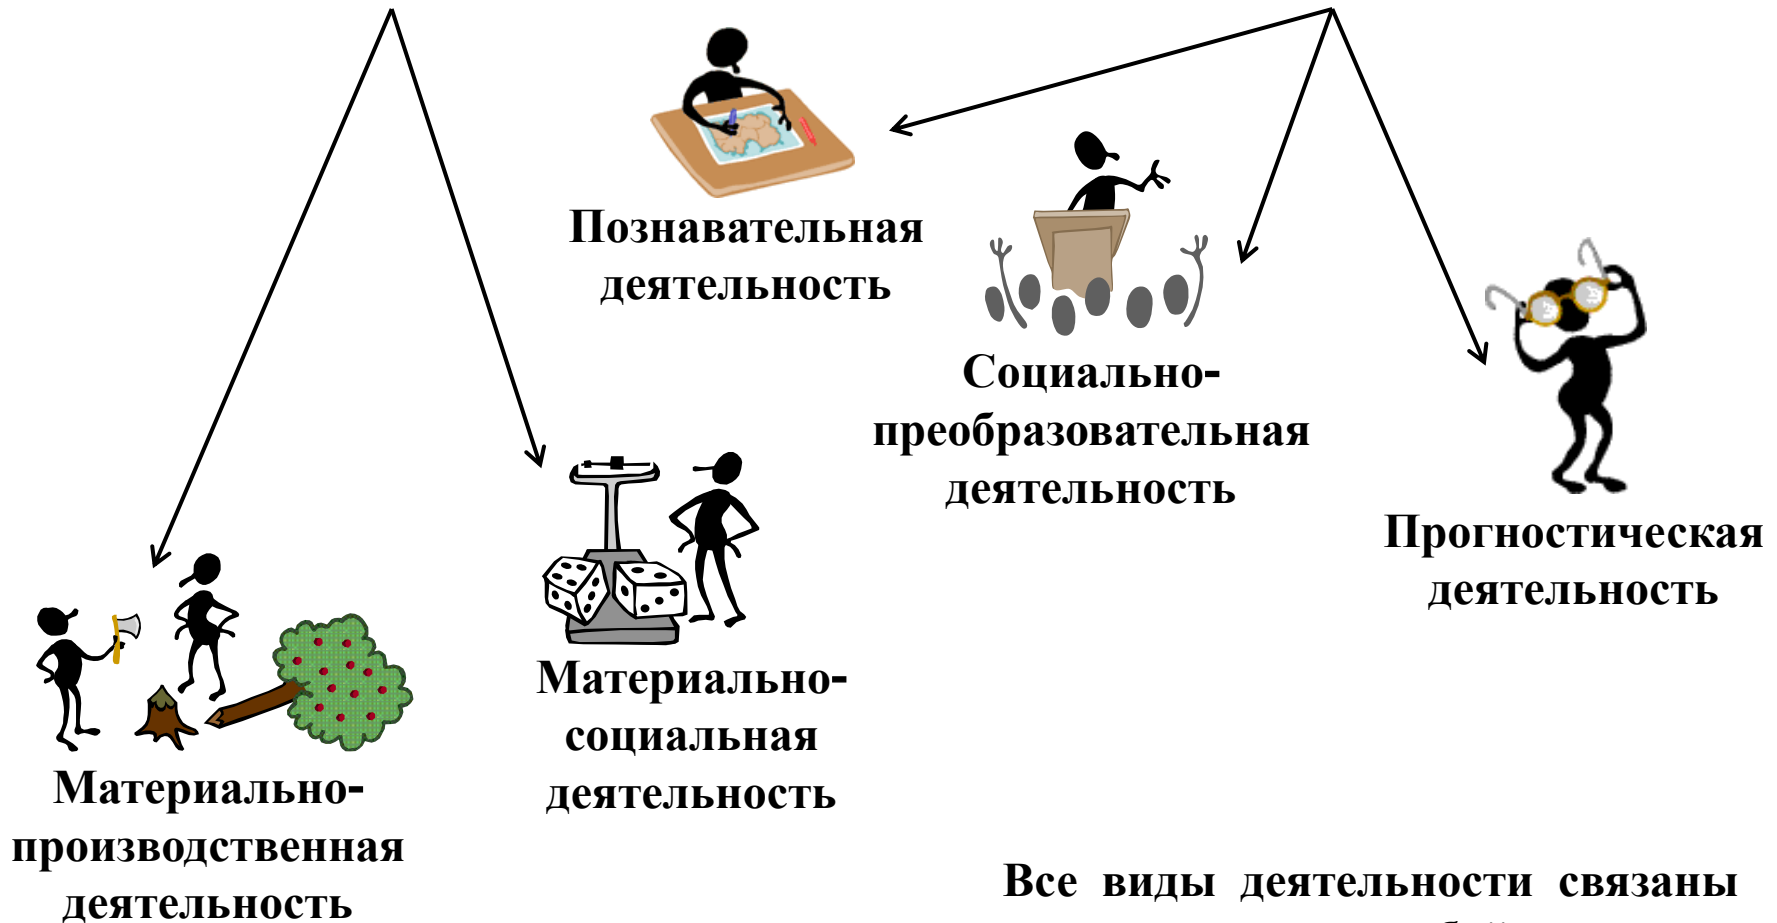 Познавательная
деятельность
Социально-
преобразовательная
деятельность
Прогностическая
деятельность
Материально-
социальная
деятельность
Материально-
производственная
деятельность
Все виды деятельности связаны